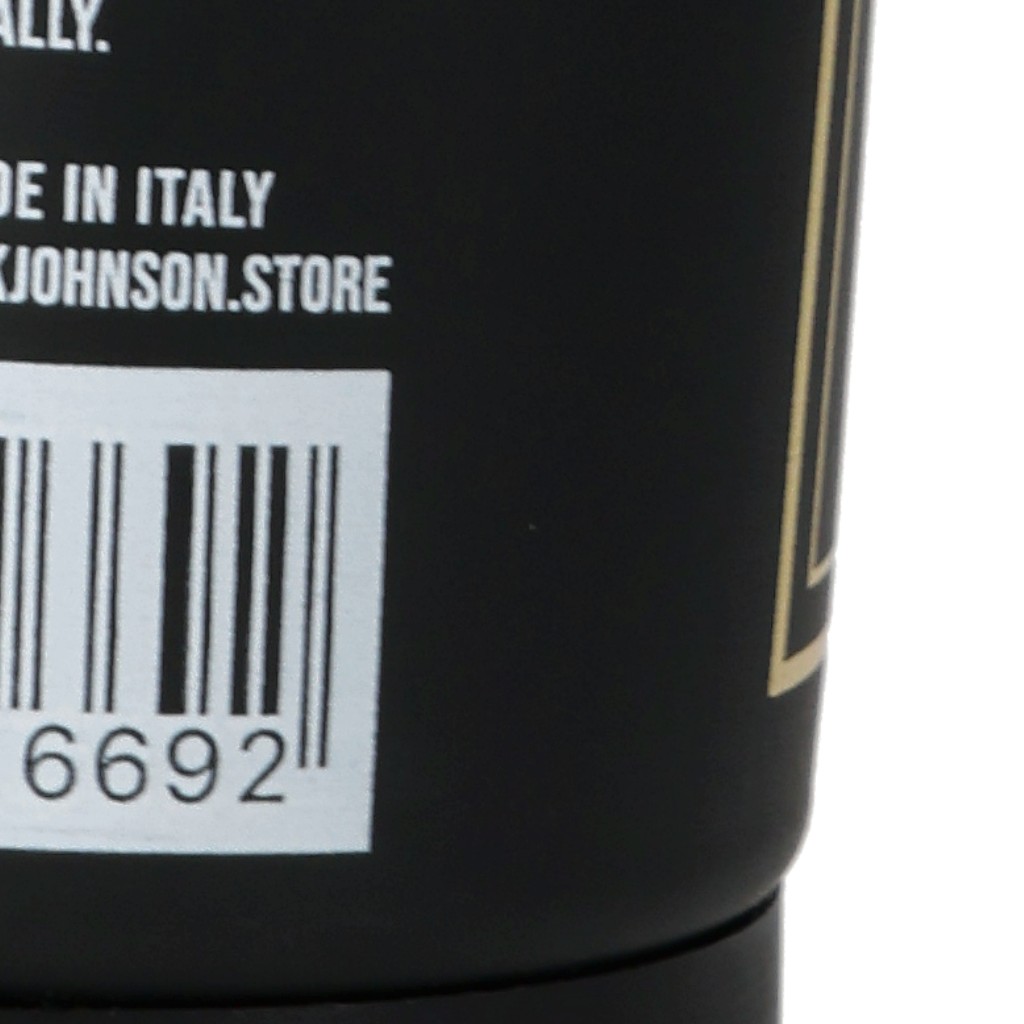 ALLY.
DE IN ITALY
KJOHNSON.STORE
6692